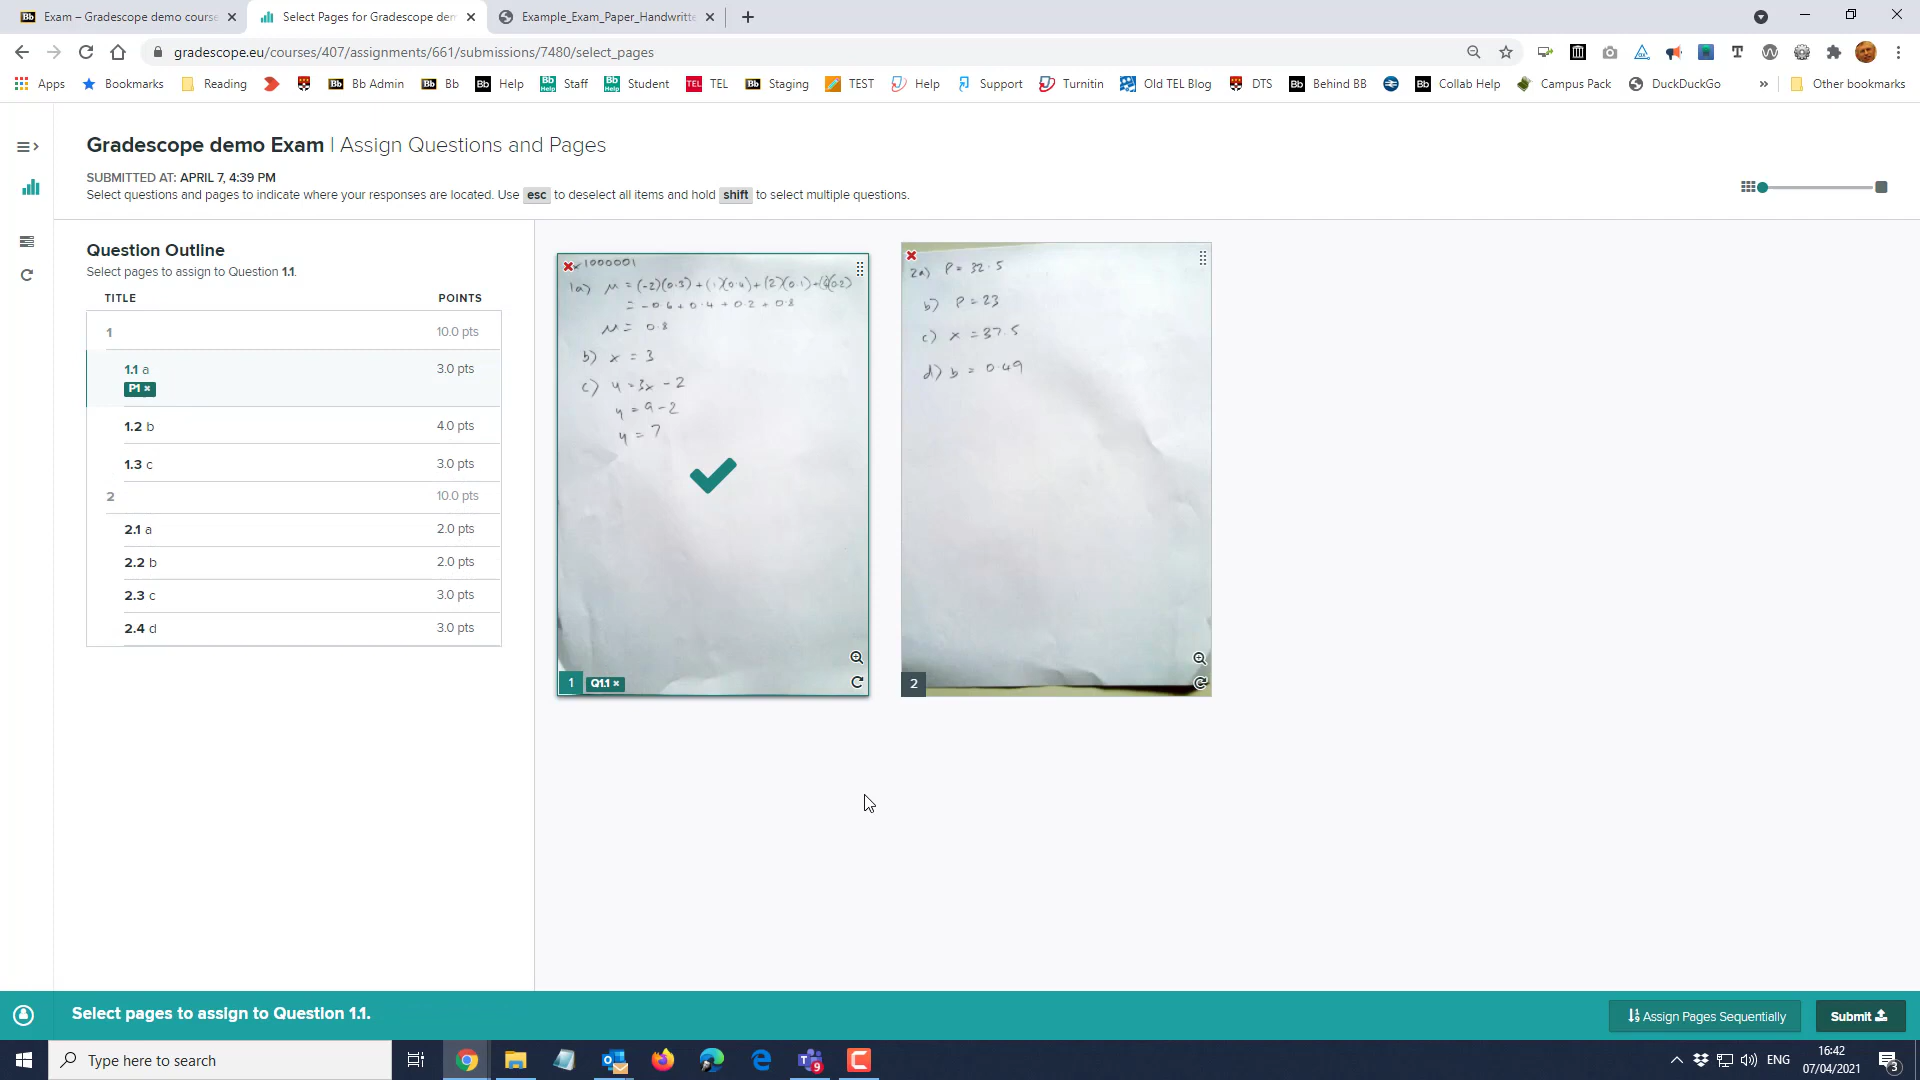 Exam – Gradescope demo course
Select Pages for Gradescope dem
Example_Exam_Paper_Handwritte
gradescope.eu/courses/407/assignments/661/submissions/7480/select_pages
Apps Bookmarks Reading Bb Admin Bb Help Staff Student TEL Staging TEST Help Support Turnitin Old TEL Blog DTS Behind BB Collab Help Campus Pack DuckDuckGo » Other bookmarks
Gradescope demo Exam | Assign Questions and Pages
SUBMITTED AT: APRIL 7, 4:39 PM
Select questions and pages to indicate where your responses are located. Use esc to deselect all items and hold shift to select multiple questions.
Question Outline
Select pages to assign to Question 1.1.
TITLE POINTS
1 10.0 pts
1.1 a 3.0 pts
P1 ×
1.2 b 4.0 pts
1.3 c 3.0 pts
2 10.0 pts
2.1 a 2.0 pts
2.2 b 2.0 pts
2.3 c 3.0 pts
2.4 d 3.0 pts
x1000001
1a) μ = (-2)(0.3) + (1)(0.4) + (2)(0.1) + (4)(0.2)
= -0.6 + 0.4 + 0.2 + 0.8
μ = 0.8
b) x = 3
c) y = 3x - 2
y = 9 - 2
y = 7
1 Q1.1 ×
2a) P = 32.5
b) P = 23
c) x = 37.5
d) b = 0.49
2
Select pages to assign to Question 1.1.
Assign Pages Sequentially
Submit
Type here to search
9
ENG
16:42
07/04/2021
3